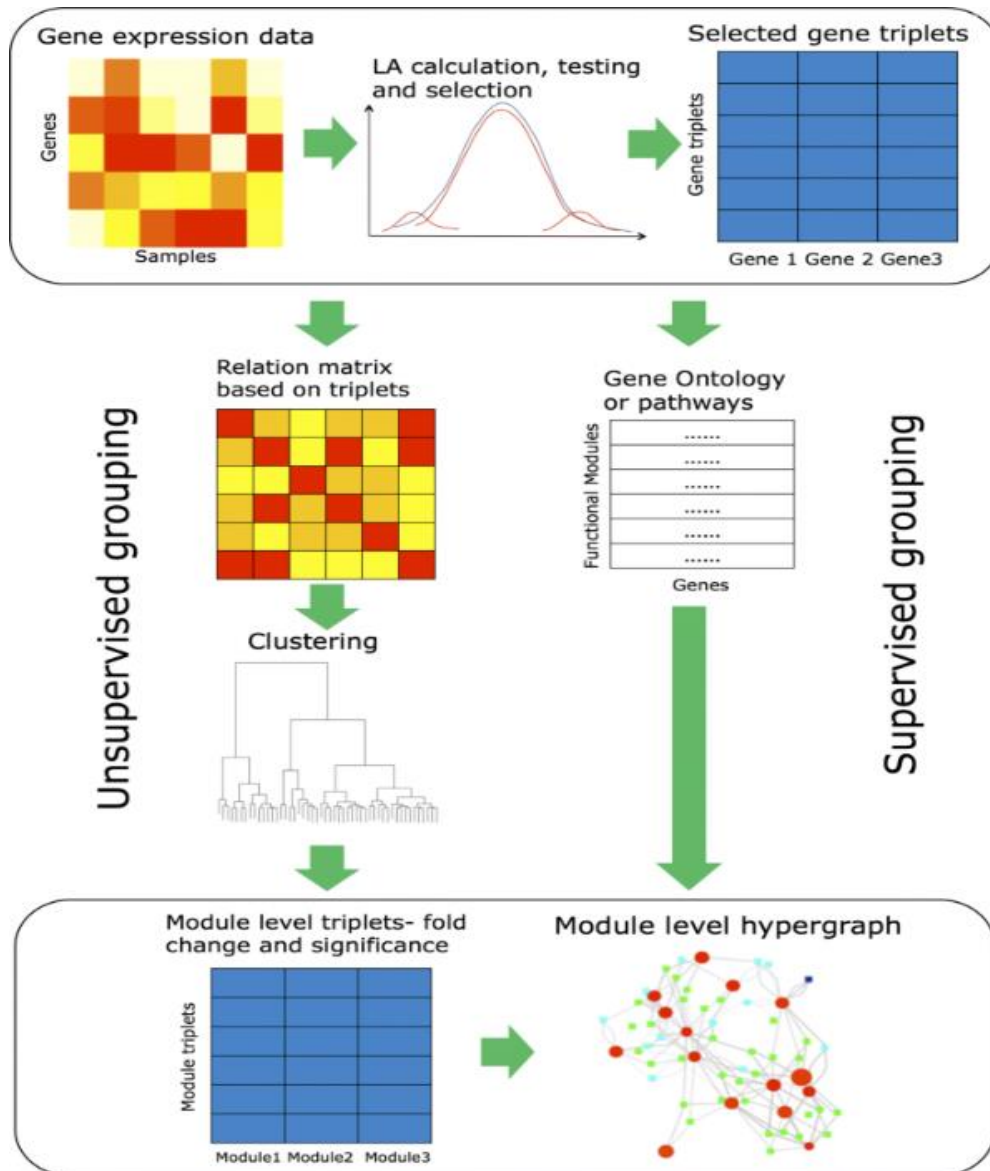 Gene expression data
Genes
Samples
LA calculation, testing
and selection
Selected gene triplets
Gene triplets
Gene 1 Gene 2 Gene3
Unsupervised grouping
Relation matrix
based on triplets
Clustering
Gene Ontology
or pathways
Functional Modules
......
......
......
......
......
......
Genes
Supervised grouping
Module level triplets- fold
change and significance
Module triplets
Module1 Module2 Module3
Module level hypergraph